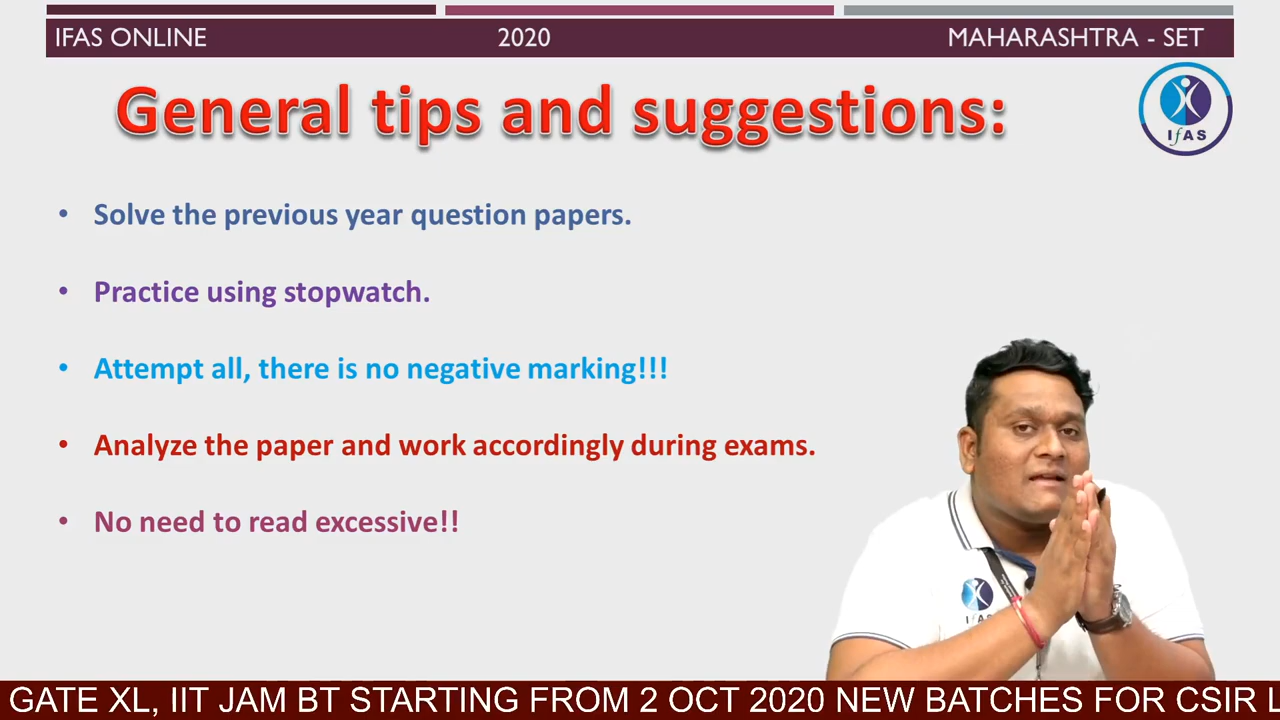 IFAS ONLINE 2020 MAHARASHTRA - SET
General tips and suggestions:
IfAS
• Solve the previous year question papers.
• Practice using stopwatch.
• Attempt all, there is no negative marking!!!
• Analyze the paper and work accordingly during exams.
• No need to read excessive!!
IfAS
GATE XL, IIT JAM BT STARTING FROM 2 OCT 2020 NEW BATCHES FOR CSIR L